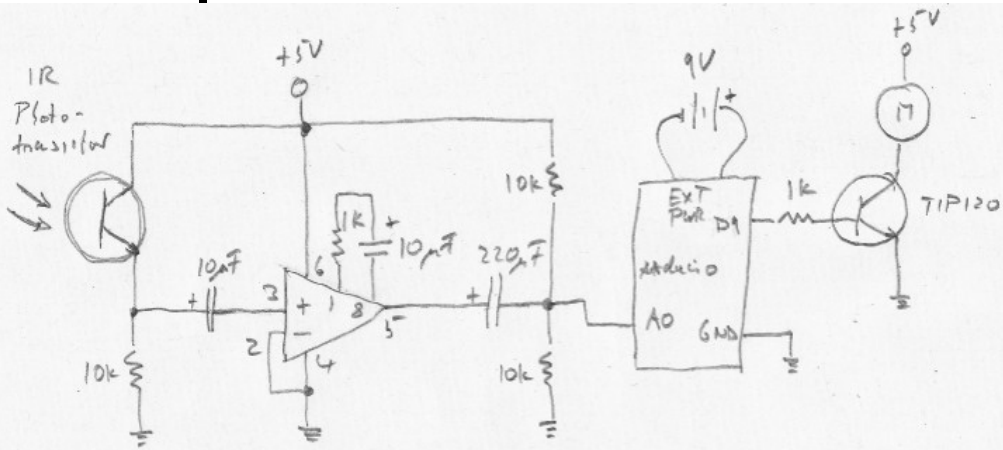 IR
Photo-
transistor
+5V
10k
10µF
+
3
+
2
-
6
4
1
8
5
1k
+
10µF
220µF
+
10k
10k
9V
+
EXT
PWR
D9
A0
GND
1k
+5V
M
TIP120